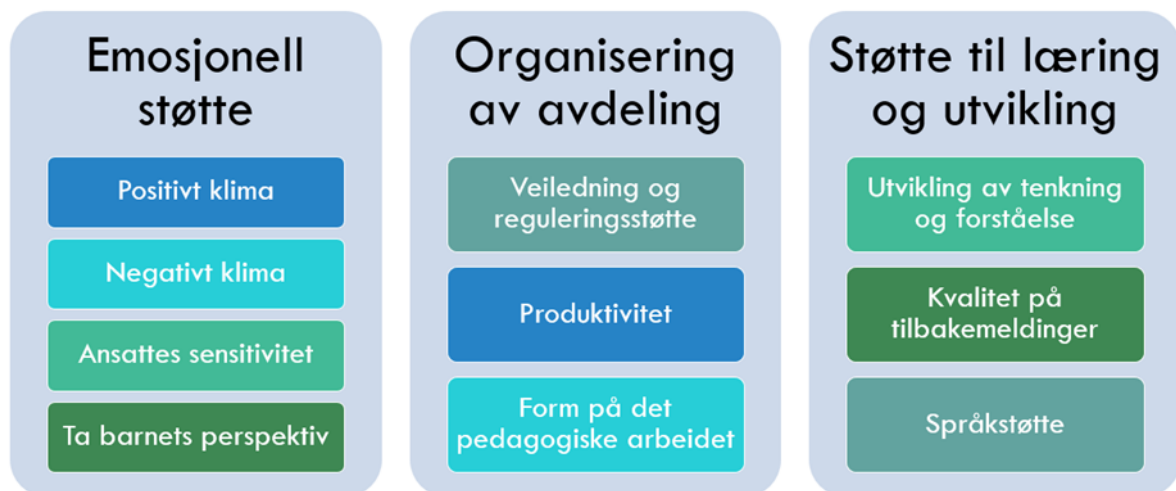 Emosjonell
støtte
Positivt klima
Negativt klima
Ansattes sensitivitet
Ta barnets perspektiv
Organisering
av avdeling
Veiledning og
reguleringsstøtte
Produktivitet
Form på det
pedagogiske arbeidet
Støtte til læring
og utvikling
Utvikling av tenkning
og forståelse
Kvalitet på
tilbakemeldinger
Språkstøtte